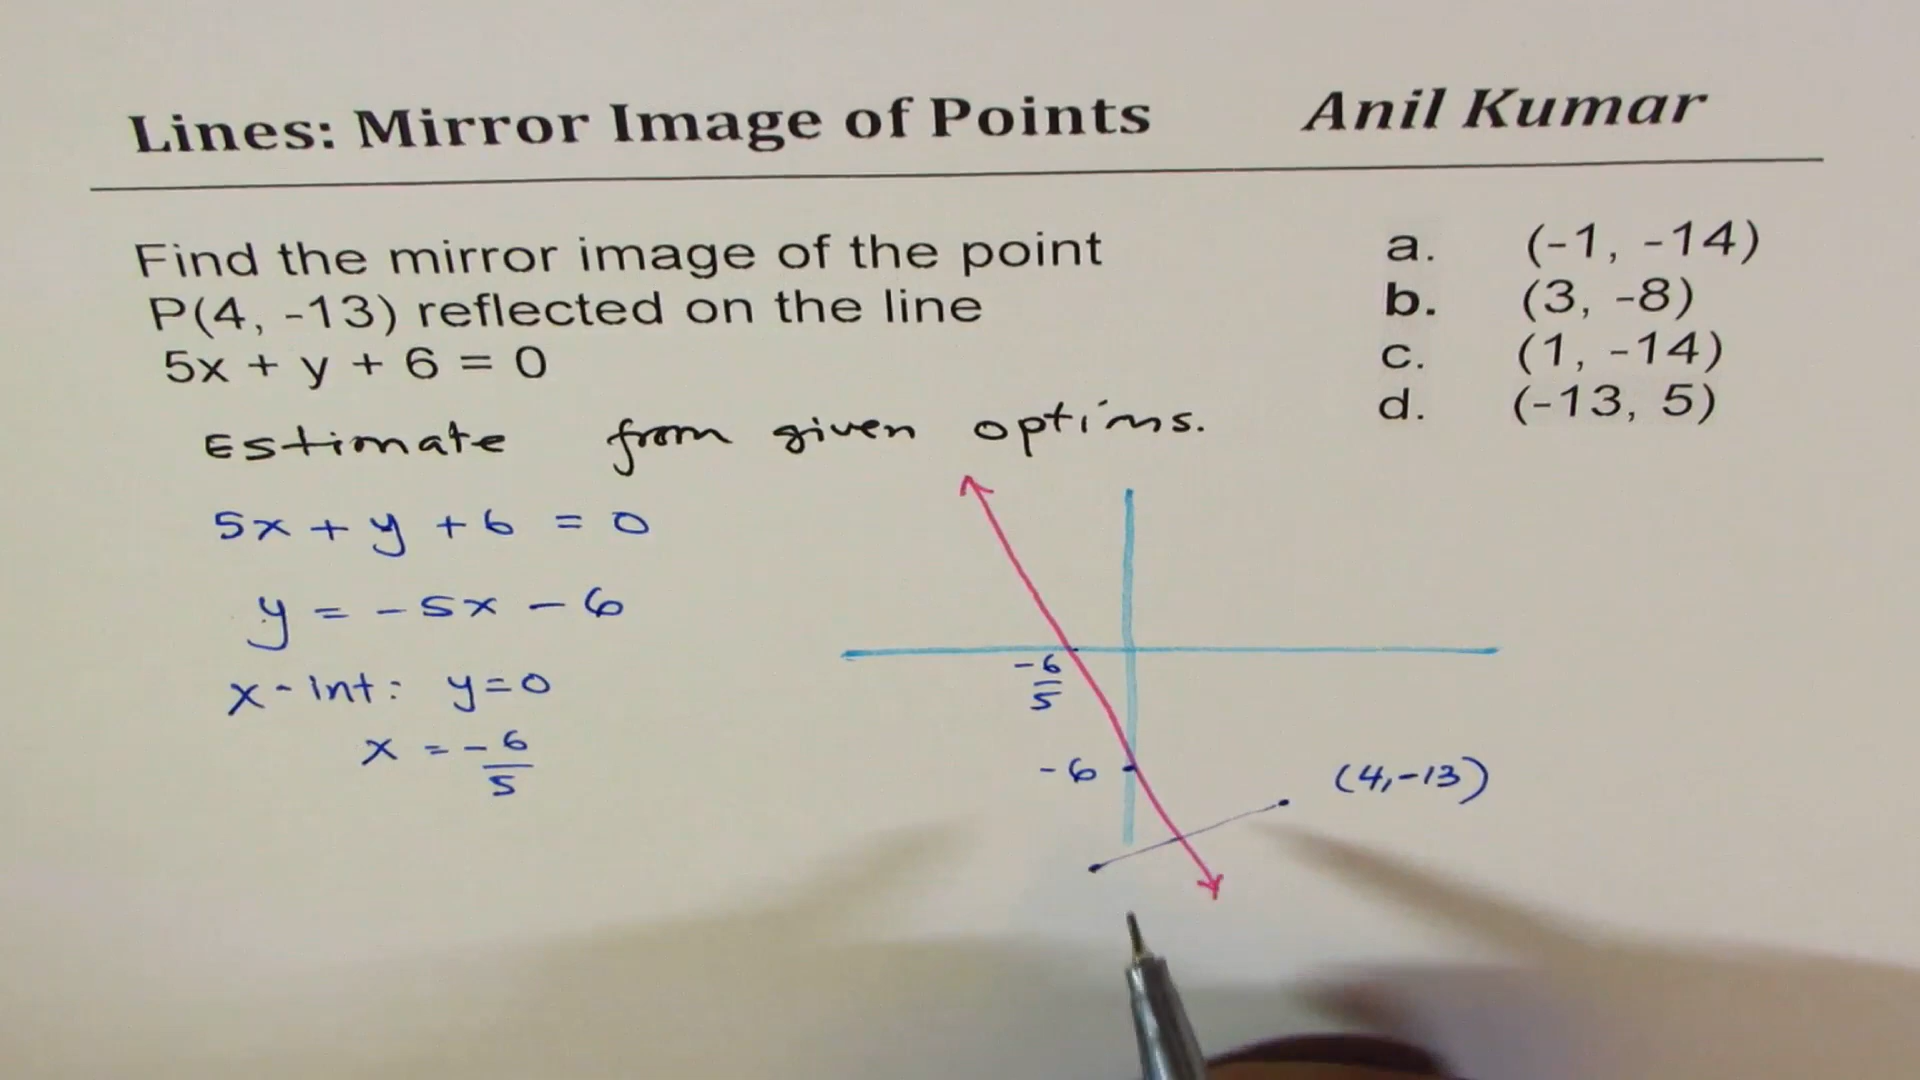 Lines: Mirror Image of Points Anil Kumar
Find the mirror image of the point
P(4, -13) reflected on the line
5x + y + 6 = 0
a. (-1, -14)
b. (3, -8)
c. (1, -14)
d. (-13, 5)
Estimate from given options.
5x + y + 6 = 0
y = -5x - 6
x-int: y=0
x = -6/5
-6/5
-6
(4,-13)